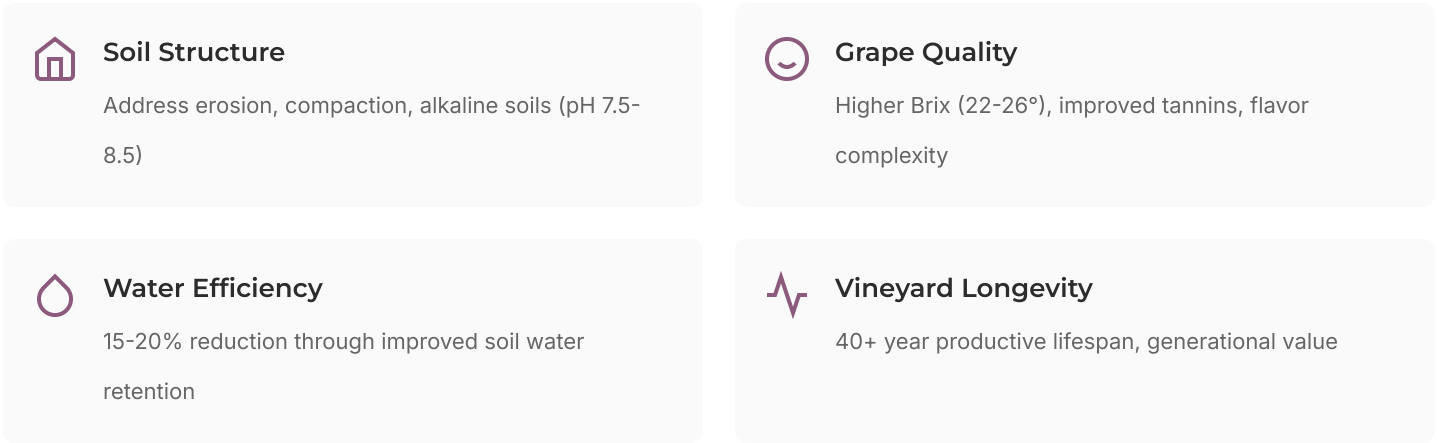 Soil Structure
Address erosion, compaction, alkaline soils (pH 7.5-
8.5)
Grape Quality
Higher Brix (22-26°), improved tannins, flavor
complexity
Water Efficiency
15-20% reduction through improved soil water
retention
Vineyard Longevity
40+ year productive lifespan, generational value